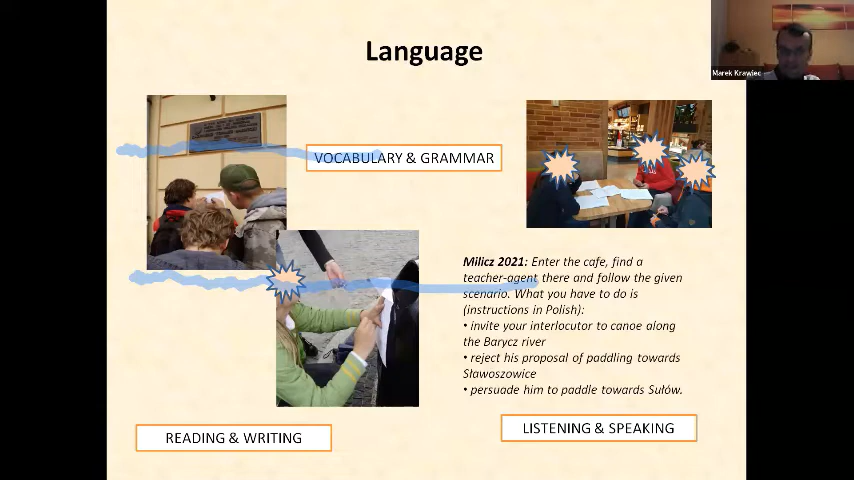 Language
Marek Krawiec
VOCABULARY & GRAMMAR
Milicz 2021: Enter the cafe, find a
teacher-agent there and follow the given
scenario. What you have to do is
(instructions in Polish):
• invite your interlocutor to canoe along
the Barycz river
• reject his proposal of paddling towards
Sławoszowice
• persuade him to paddle towards Sułów.
READING & WRITING
LISTENING & SPEAKING